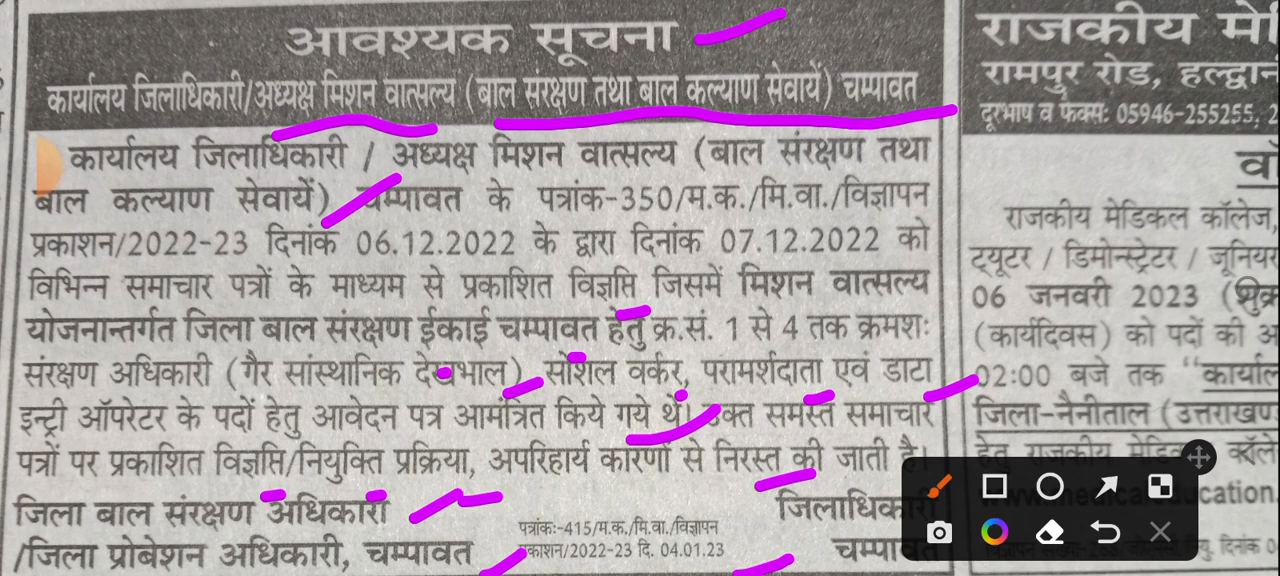 आवश्यक सूचना
कार्यालय जिलाधिकारी/अध्यक्ष मिशन वात्सल्य (बाल संरक्षण तथा बाल कल्याण सेवायें) चम्पावत
कार्यालय जिलाधिकारी / अध्यक्ष मिशन वात्सल्य (बाल संरक्षण तथा
बाल कल्याण सेवायें) चम्पावत के पत्रांक-350/म.क./मि.वा./विज्ञापन
प्रकाशन/2022-23 दिनांक 06.12.2022 के द्वारा दिनांक 07.12.2022 को
विभिन्न समाचार पत्रों के माध्यम से प्रकाशित विज्ञप्ति जिसमें मिशन वात्सल्य
योजनान्तर्गत जिला बाल संरक्षण ईकाई चम्पावत हेतु क्र.सं. 1 से 4 तक क्रमशः
संरक्षण अधिकारी (गैर सांस्थानिक देखभाल), सोशल वर्कर, परामर्शदाता एवं डाटा
इन्ट्री ऑपरेटर के पदों हेतु आवेदन पत्र आमंत्रित किये गये थे। उक्त समस्त समाचार
पत्रों पर प्रकाशित विज्ञप्ति/नियुक्ति प्रक्रिया, अपरिहार्य कारणों से निरस्त की जाती है।
जिला बाल संरक्षण अधिकारी
/जिला प्रोबेशन अधिकारी, चम्पावत
पत्रांक:-415/म.क./मि.वा./विज्ञापन
प्रकाशन/2022-23 दि. 04.01.23
जिलाधिकारी
चम्पावत
राजकीय
रामपुर रोड,
दूरभाष व फेक्सः 05946-255255,
राजकीय मेडिकल कॉलेज,
ट्यूटर / डिमोन्स्ट्रेटर / जूनियर
06 जनवरी 2023
(कार्यदिवस) को पदों की
02:00 बजे तक
जिला-नैनीताल
हेतु राजकीय